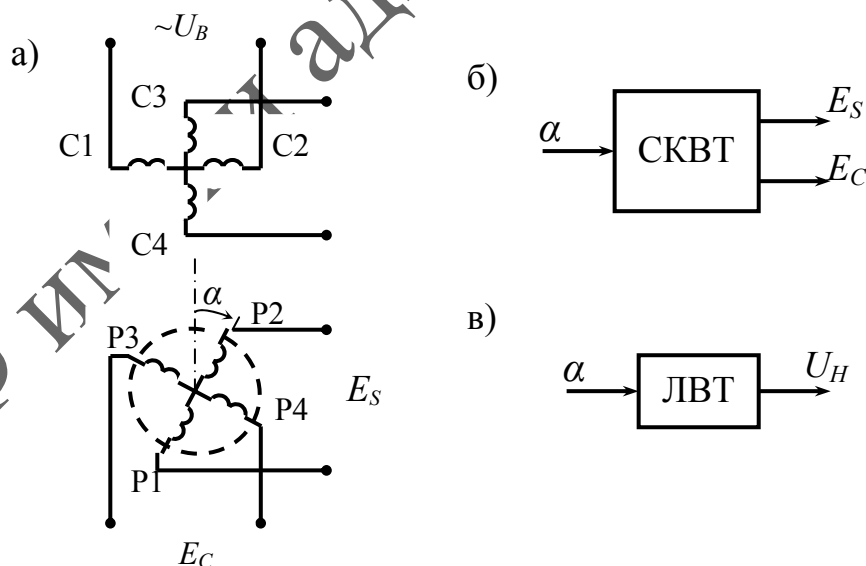 а)
~U_B
C3
C1
C2
C4
α
P2
P3
E_S
P4
P1
E_C
б)
α
СКВТ
E_S
E_C
в)
α
ЛВТ
U_H